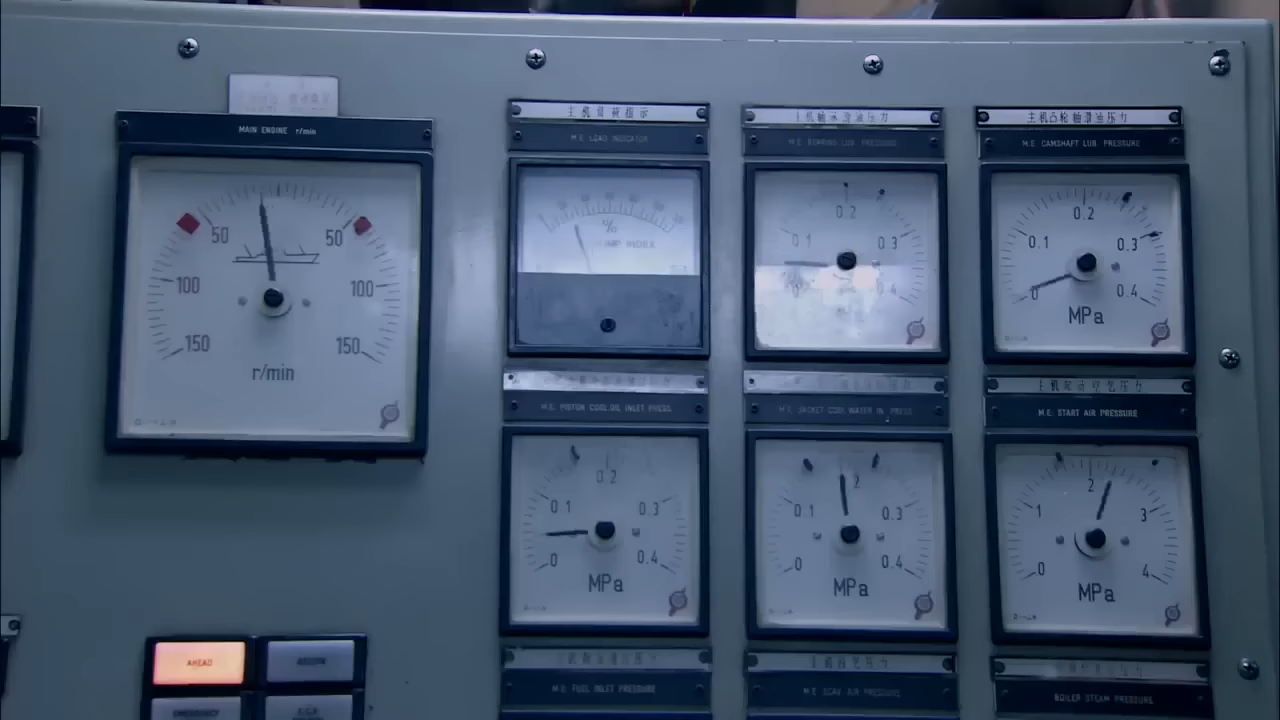 MAIN ENGINE r/min
50
50
100
100
150
150
r/min
主机负荷指示
M.E. LOAD INDICATOR
%
主机轴承滑油压力
M.E. BEARING LUB PRESSURE
0.1
0.2
0.3
0.4
主机凸轮轴滑油压力
M.E. CAMSHAFT LUB PRESSURE
0
0.1
0.2
0.3
0.4
MPa
M.E. PISTON COOL.OIL INLET PRESS
0
0.1
0.2
0.3
0.4
MPa
M.E. JACKET COOL WATER IN. PRESS
0.1
2
0.3
0
0.4
MPa
主机起动空气压力
M.E. START AIR PRESSURE
0
1
2
3
4
MPa
AHEAD
ASTERN
EMERGENCY
M.E. FUEL INLET PRESSURE
M.E. SCAV AIR PRESSURE
BOILER STEAM PRESSURE